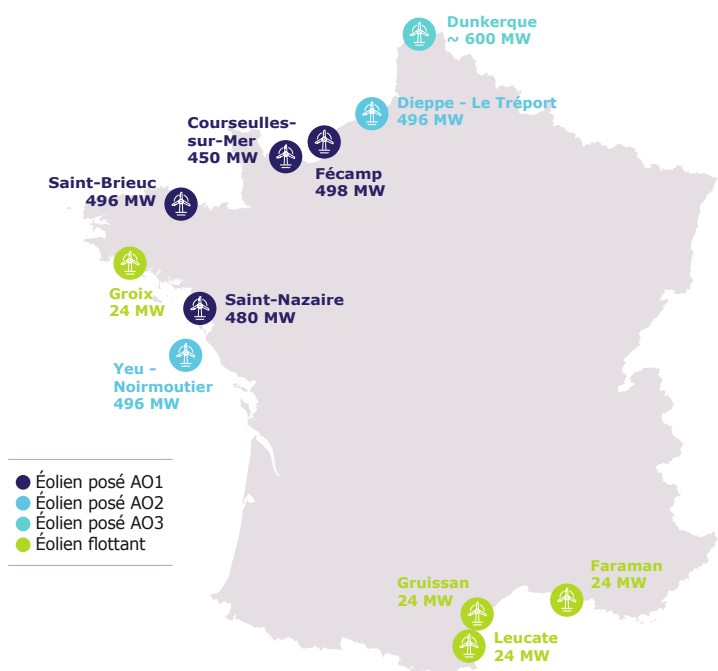 Dunkerque
~ 600 MW
Dieppe - Le Tréport
496 MW
Courseulles-
sur-Mer
450 MW
Fécamp
498 MW
Saint-Brieuc
496 MW
Groix
24 MW
Saint-Nazaire
480 MW
Yeu -
Noirmoutier
496 MW
Éolien posé AO1
Éolien posé AO2
Éolien posé AO3
Éolien flottant
Gruissan
24 MW
Faraman
24 MW
Leucate
24 MW